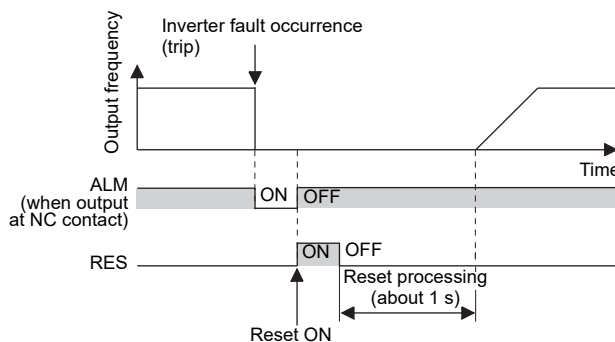 Inverter fault occurrence
(trip)
Output frequency
Time
ALM
(when output
at NC contact)
ON
OFF
RES
ON
OFF
Reset processing
(about 1 s)
Reset ON